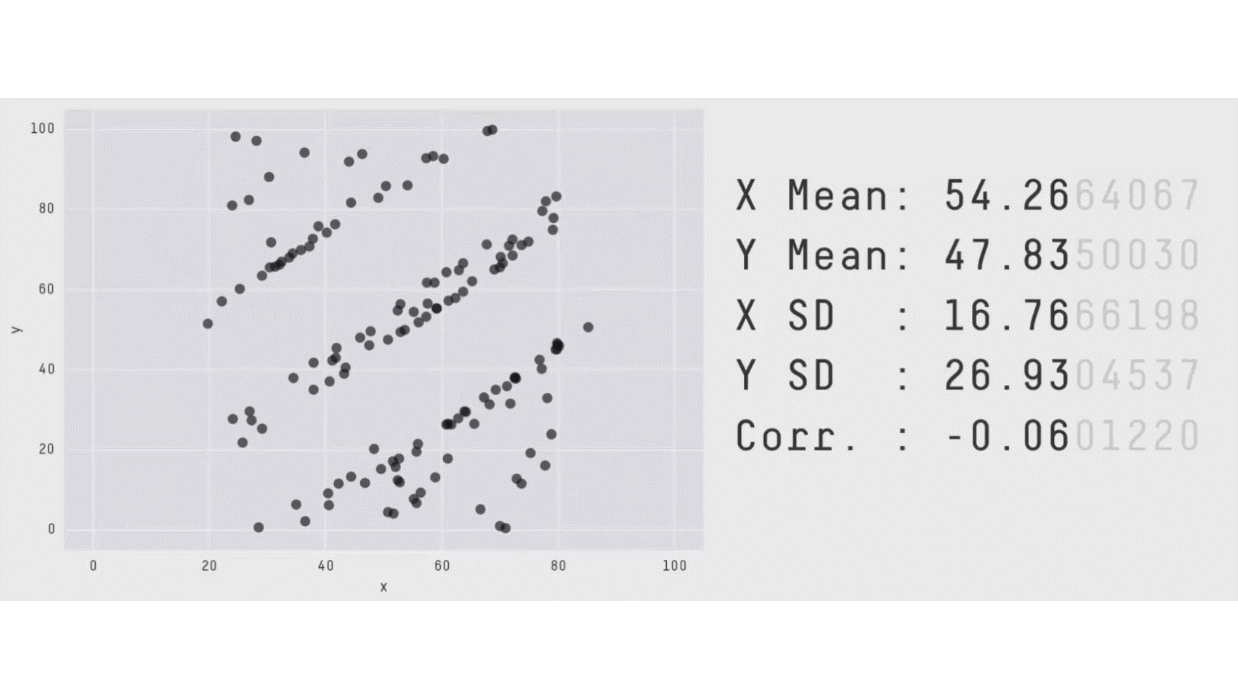 100
80
60
40
20
0
y
0 20 40 60 80 100
x
X Mean: 54.2664067
Y Mean: 47.8350030
X SD : 16.7666198
Y SD : 26.9304537
Corr. : -0.0601220